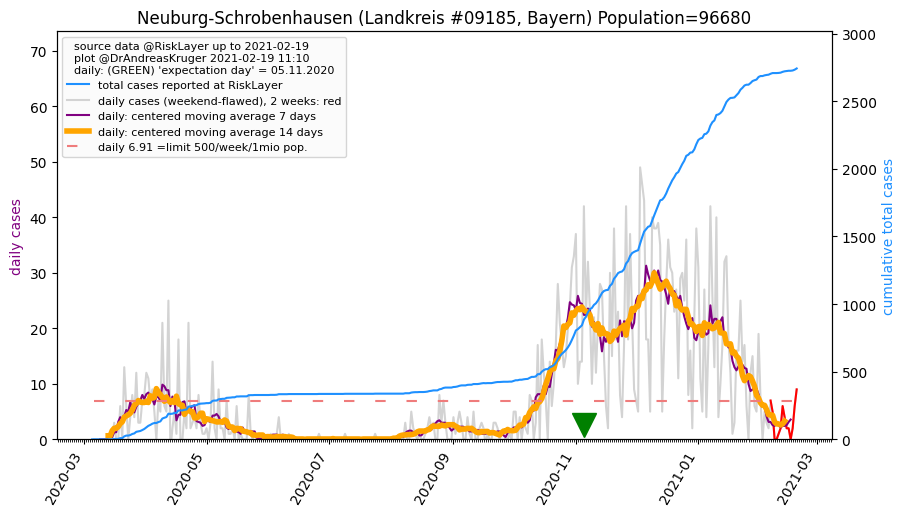 Neuburg-Schrobenhausen (Landkreis #09185, Bayern) Population=96680
source data @RiskLayer up to 2021-02-19
plot @DrAndreasKruger 2021-02-19 11:10
daily: (GREEN) 'expectation day' = 05.11.2020
total cases reported at RiskLayer
daily cases (weekend-flawed), 2 weeks: red
daily: centered moving average 7 days
daily: centered moving average 14 days
daily 6.91 =limit 500/week/1mio pop.
daily cases
70
60
50
40
30
20
10
0
cumulative total cases
3000
2500
2000
1500
1000
500
0
2020-03
2020-05
2020-07
2020-09
2020-11
2021-01
2021-03